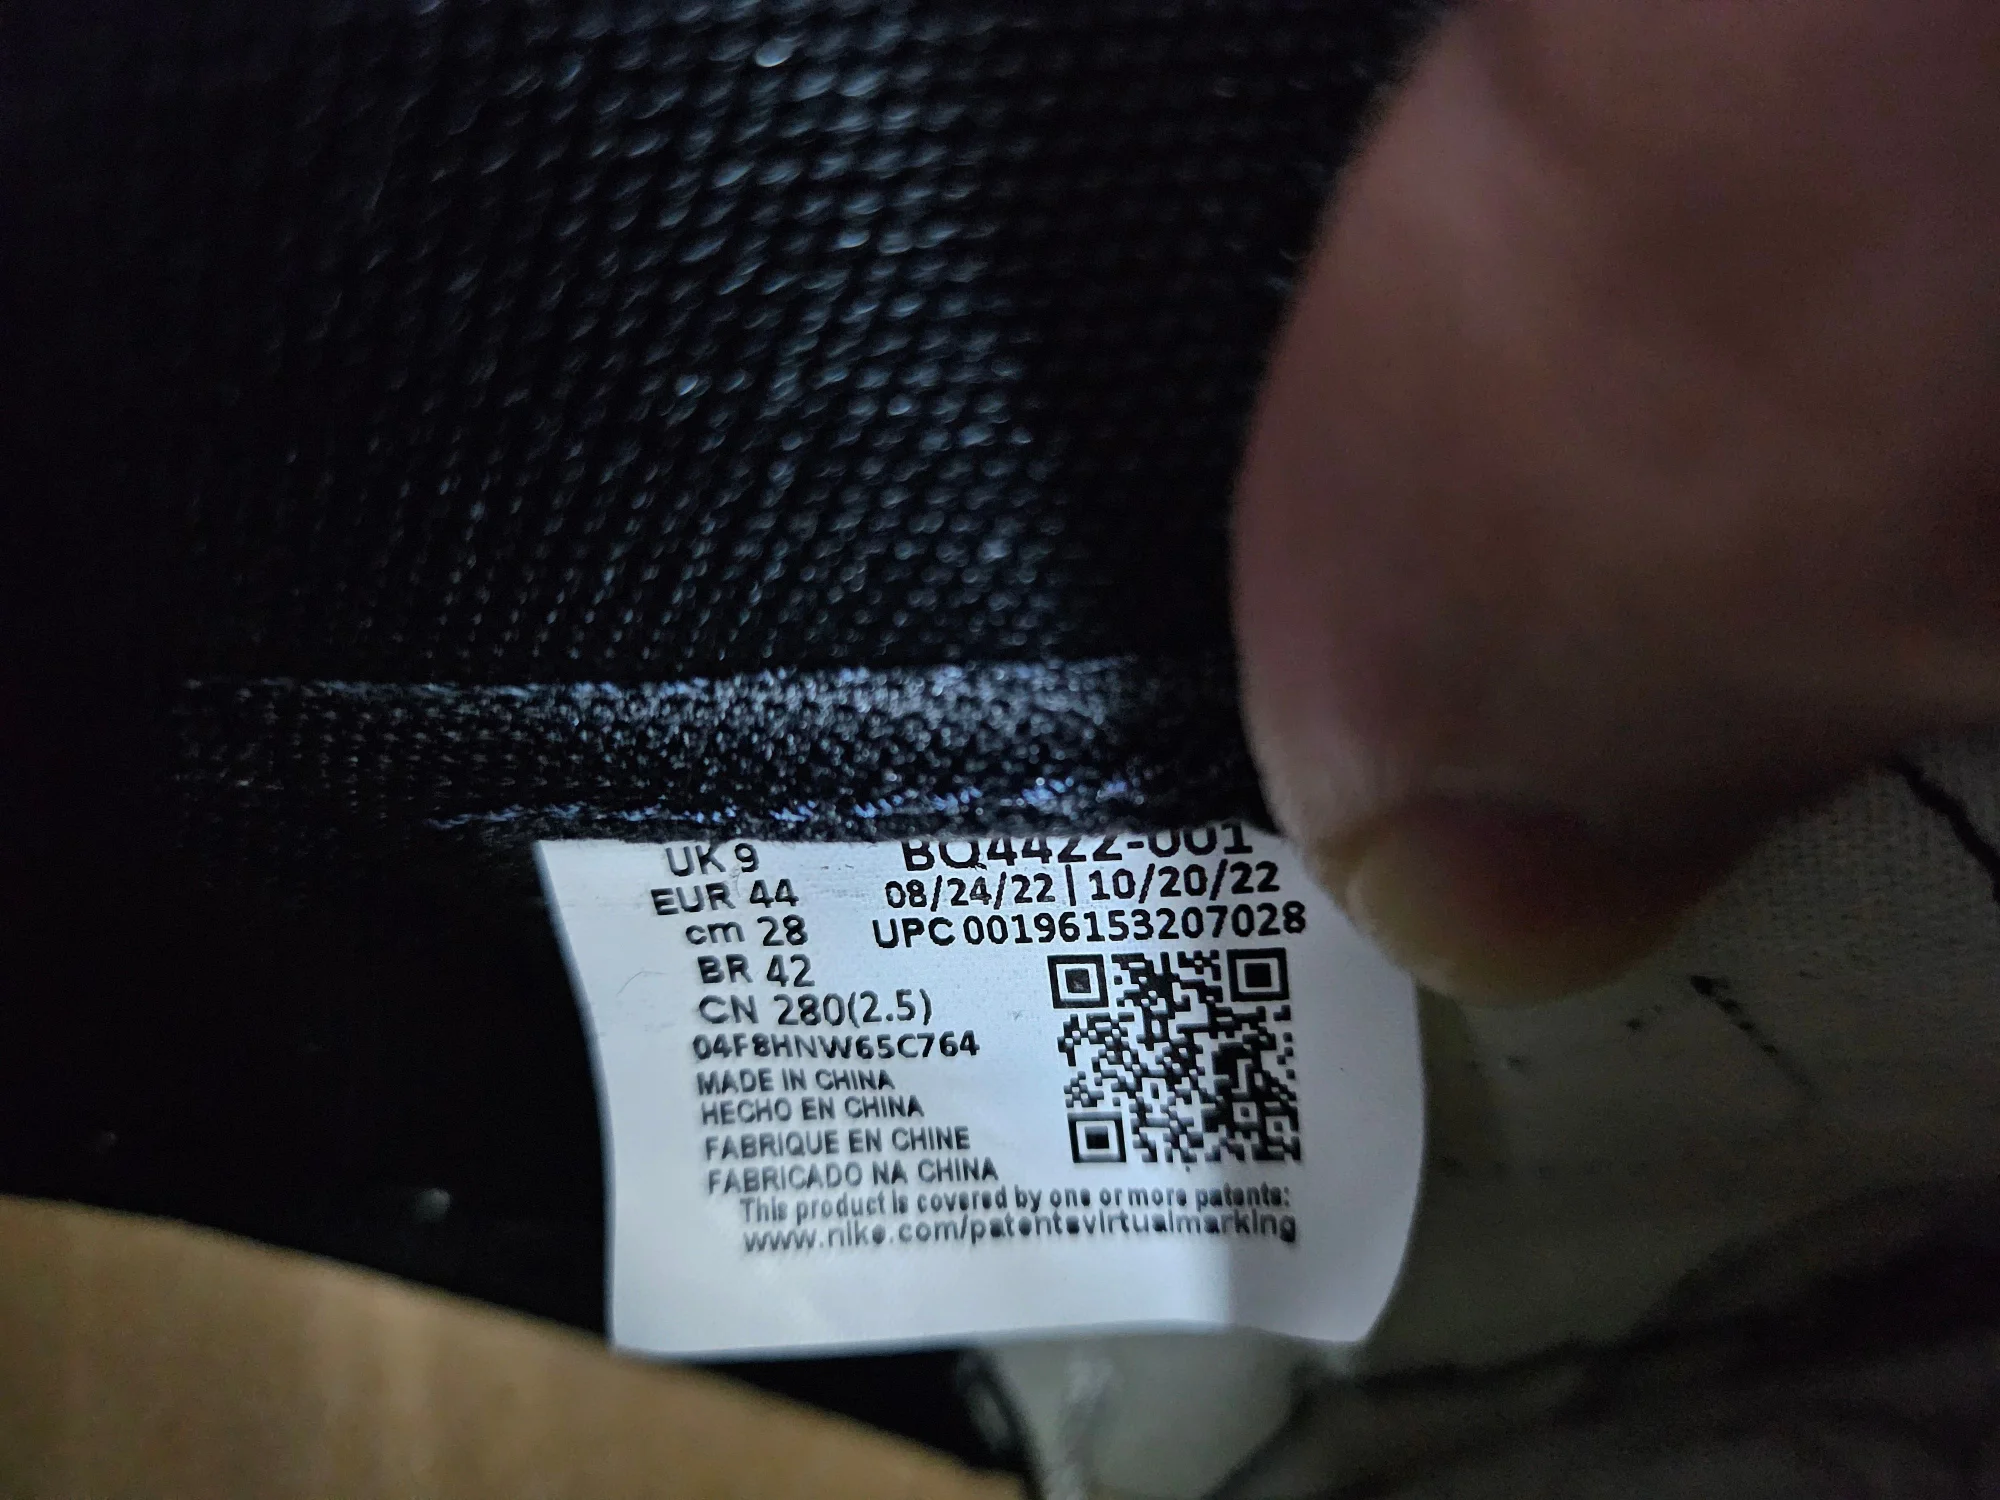 UK 9
EUR 44
cm 28
BR 42
CN 280(2.5)
04F8HNW65C764
MADE IN CHINA
HECHO EN CHINA
FABRIQUE EN CHINE
FABRICADO NA CHINA
BQ4422-001
08/24/22 | 10/20/22
UPC 00196153207028
This product is covered by one or more patents:
www.nike.com/patentsvirtualmarking